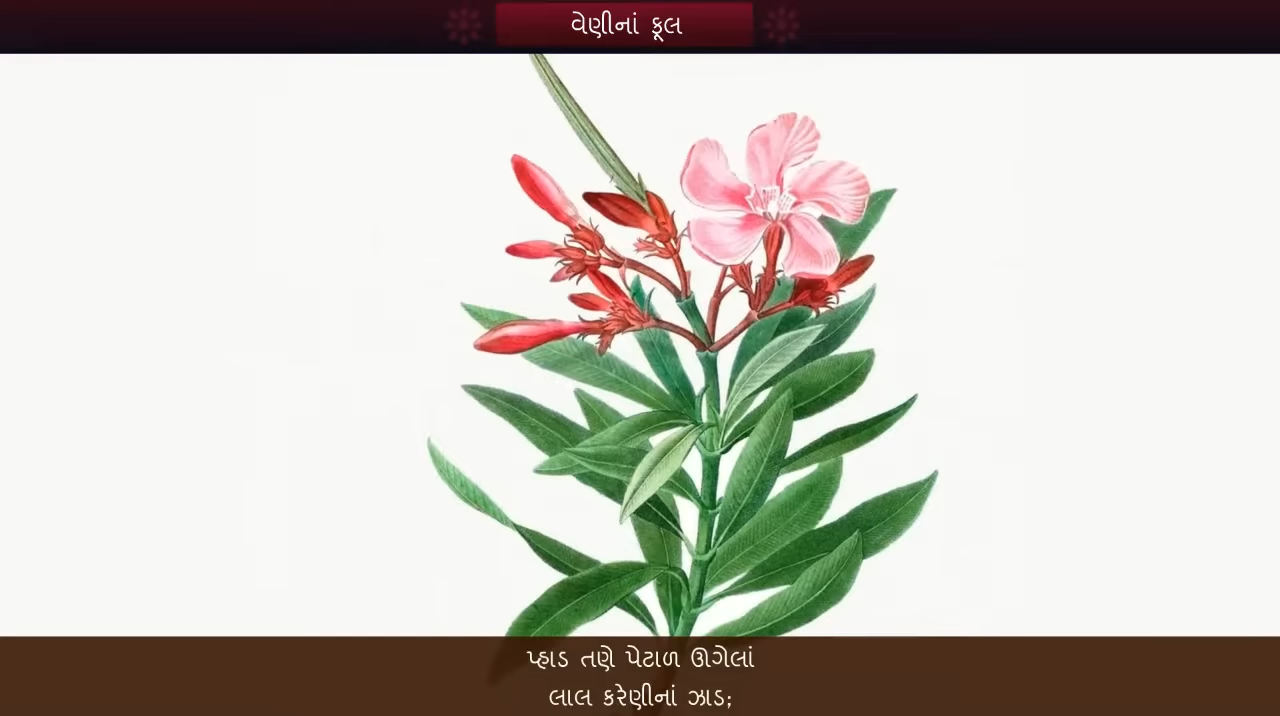 વેણીનાં ફૂલ
પ્હાડ તણે પેટાળ ઊગેલાં
લાલ કરેણીનાં ઝાડ;